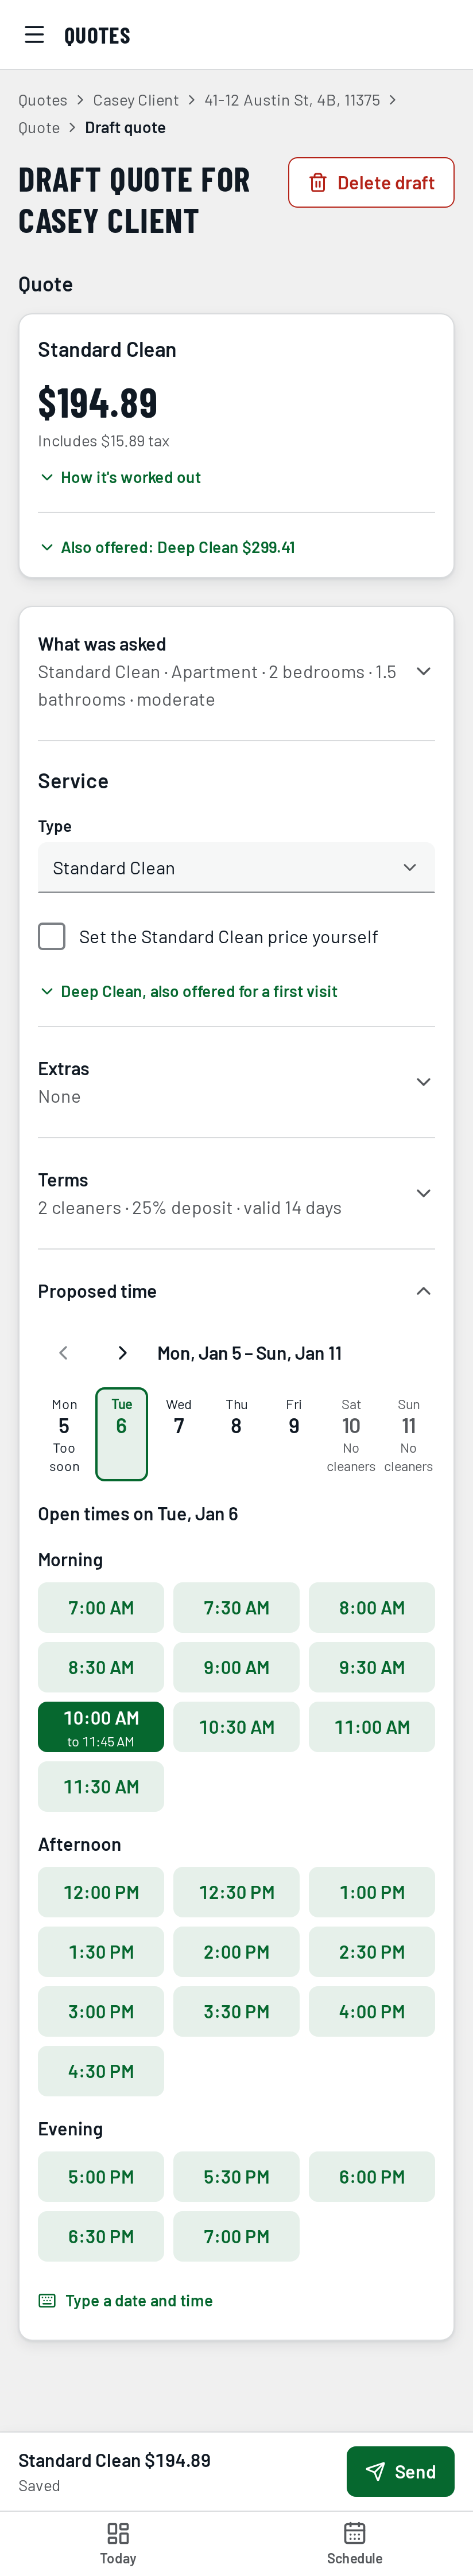 QUOTES
Quotes > Casey Client > 41-12 Austin St, 4B, 11375 >
Quote > Draft quote
DRAFT QUOTE FOR
CASEY CLIENT
Delete draft
Quote
Standard Clean
$194.89
Includes $15.89 tax
How it's worked out
Also offered: Deep Clean $299.41
What was asked
Standard Clean · Apartment · 2 bedrooms · 1.5
bathrooms · moderate
Service
Type
Standard Clean
Set the Standard Clean price yourself
Deep Clean, also offered for a first visit
Extras
None
Terms
2 cleaners · 25% deposit · valid 14 days
Proposed time
Mon, Jan 5 – Sun, Jan 11
Mon
5
Too
soon
Tue
6
Wed
7
Thu
8
Fri
9
Sat
10
No
cleaners
Sun
11
No
cleaners
Open times on Tue, Jan 6
Morning
7:00 AM
7:30 AM
8:00 AM
8:30 AM
9:00 AM
9:30 AM
10:00 AM
to 11:45 AM
10:30 AM
11:00 AM
11:30 AM
Afternoon
12:00 PM
12:30 PM
1:00 PM
1:30 PM
2:00 PM
2:30 PM
3:00 PM
3:30 PM
4:00 PM
4:30 PM
Evening
5:00 PM
5:30 PM
6:00 PM
6:30 PM
7:00 PM
Type a date and time
Standard Clean $194.89
Saved
Send
Today
Schedule